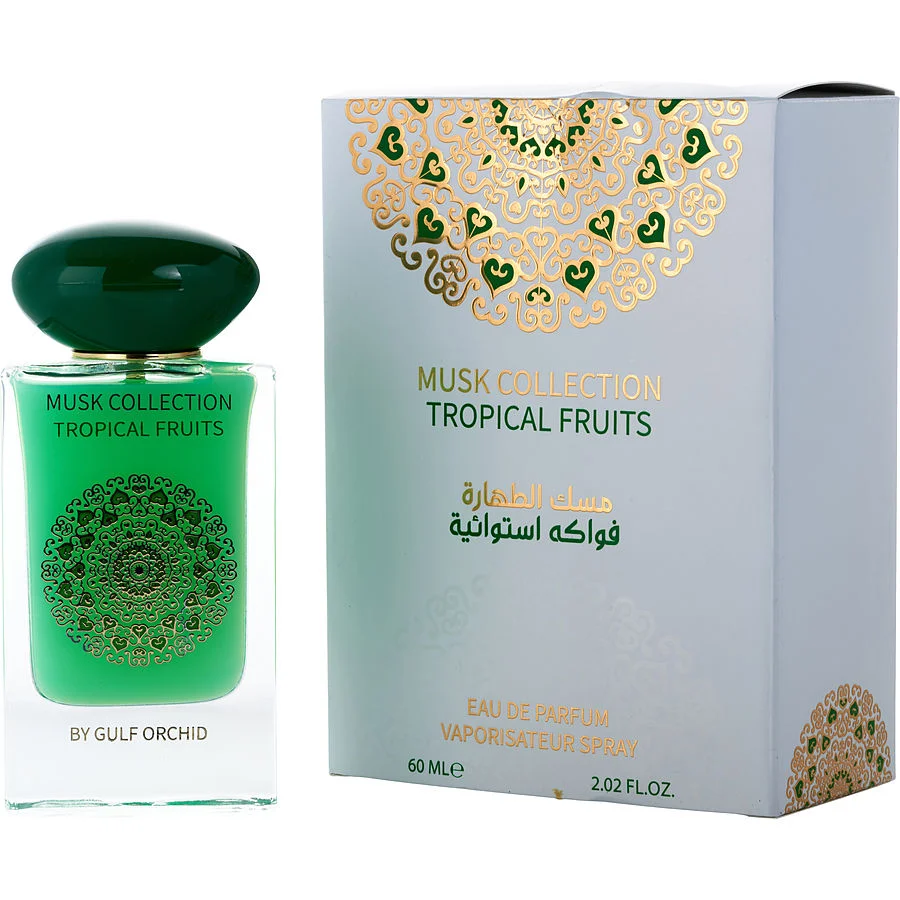 MUSK COLLECTION
TROPICAL FRUITS
BY GULF ORCHID
MUSK COLLECTION
TROPICAL FRUITS
مسك الطهارة
فواكه استوائية
EAU DE PARFUM
VAPORISATEUR SPRAY
60 MLe
2.02 FL.OZ.